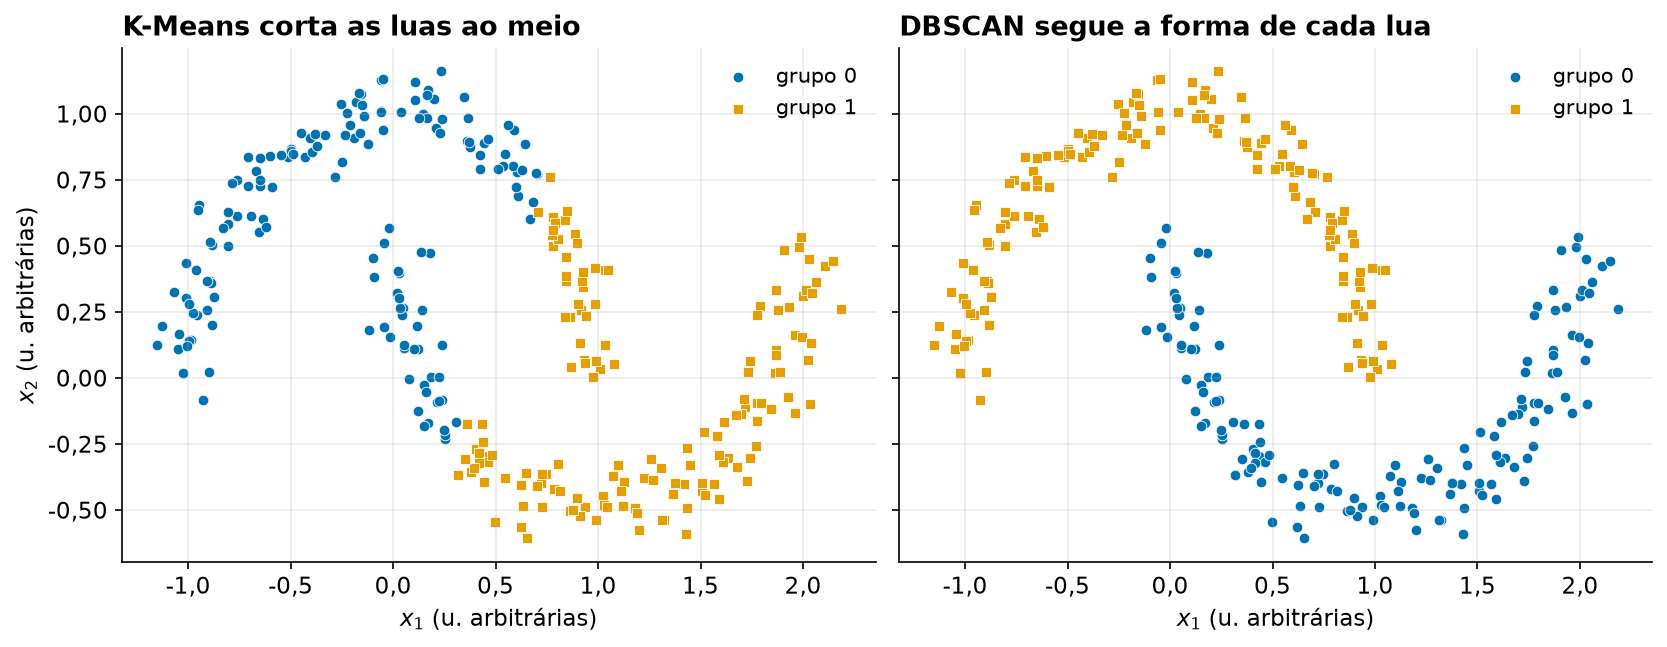 K-Means corta as luas ao meio
grupo 0
grupo 1
1,00
0,75
0,50
0,25
0,00
-0,25
-0,50
x₂ (u. arbitrárias)
-1,0 -0,5 0,0 0,5 1,0 1,5 2,0
x₁ (u. arbitrárias)
DBSCAN segue a forma de cada lua
grupo 0
grupo 1
-1,0 -0,5 0,0 0,5 1,0 1,5 2,0
x₁ (u. arbitrárias)